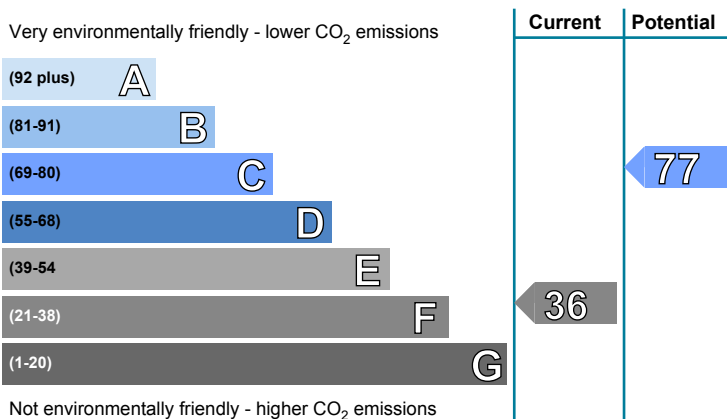 Very environmentally friendly - lower CO2 emissions
Current
Potential
(92 plus) A
(81-91) B
(69-80) C
77
(55-68) D
(39-54 E
(21-38) F
36
(1-20) G
Not environmentally friendly - higher CO2 emissions